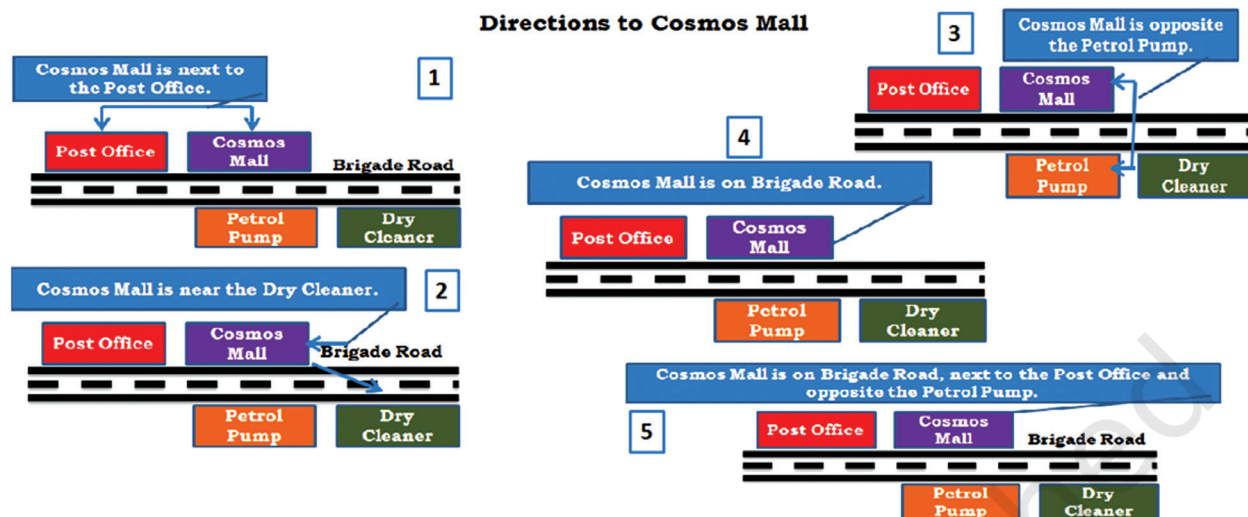 Directions to Cosmos Mall
1
Cosmos Mall is next to
the Post Office.
Post Office
Cosmos
Mall
Brigade Road
Petrol
Pump
Dry
Cleaner
2
Cosmos Mall is near the Dry Cleaner.
Post Office
Cosmos
Mall
Brigade Road
Petrol
Pump
Dry
Cleaner
3
Cosmos Mall is opposite
the Petrol Pump.
Post Office
Cosmos
Mall
Petrol
Pump
Dry
Cleaner
4
Cosmos Mall is on Brigade Road.
Post Office
Cosmos
Mall
Petrol
Pump
Dry
Cleaner
Cosmos Mall is on Brigade Road, next to the Post Office and
opposite the Petrol Pump.
5
Post Office
Cosmos
Mall
Brigade Road
Petrol
Pump
Dry
Cleaner